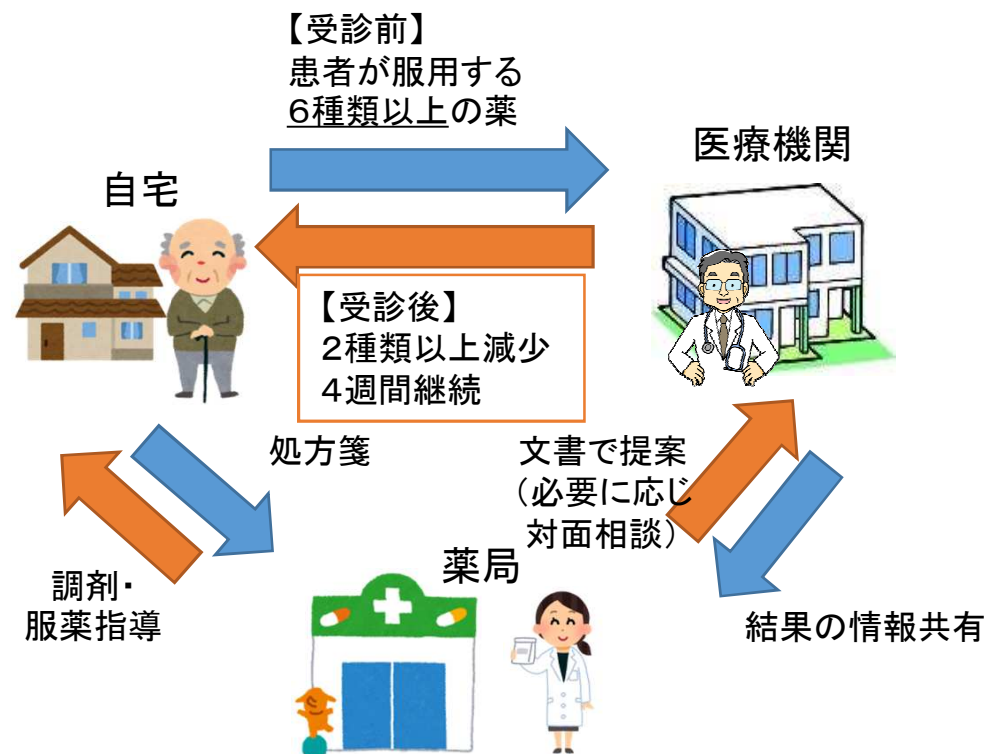 【受診前】
患者が服用する
６種類以上の薬
医療機関
自宅
【受診後】
２種類以上減少
４週間継続
処方箋
文書で提案
（必要に応じ
対面相談）
薬局
調剤・
服薬指導
結果の情報共有